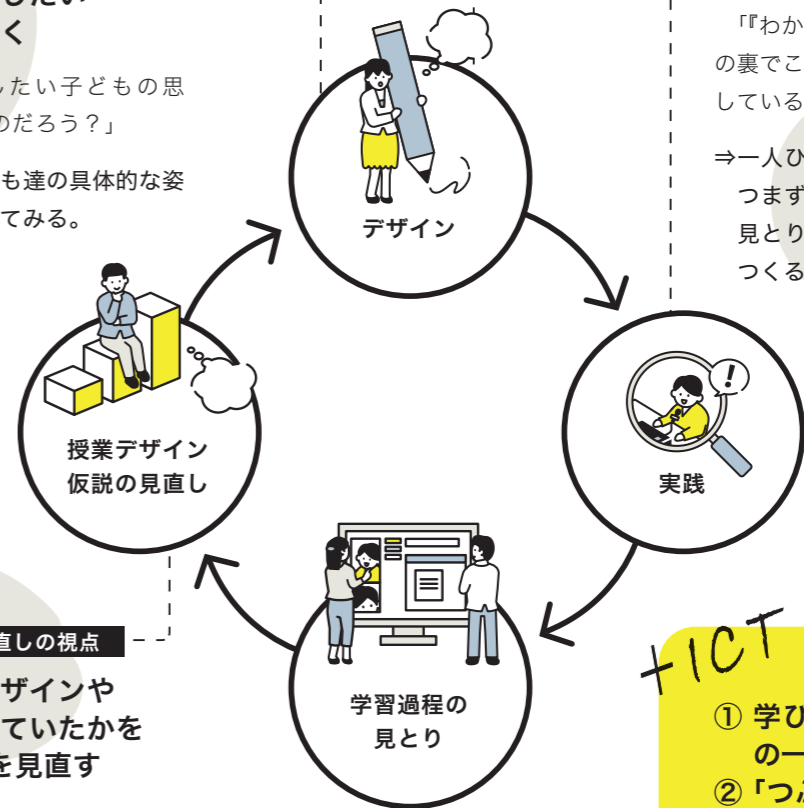 く
したい子どもの思
のだろう?」
も達の具体的な姿
てみる。
デザイン
「『わか
の裏でこ
している
⇒一人ひ
つまず
見とり
つくる
授業デザイン
仮説の見直し
!
実践
直しの視点
ザインや
ていたかを
を見直す
学習過程の
見とり
+ICT
① 学び
の一
②「つぶ